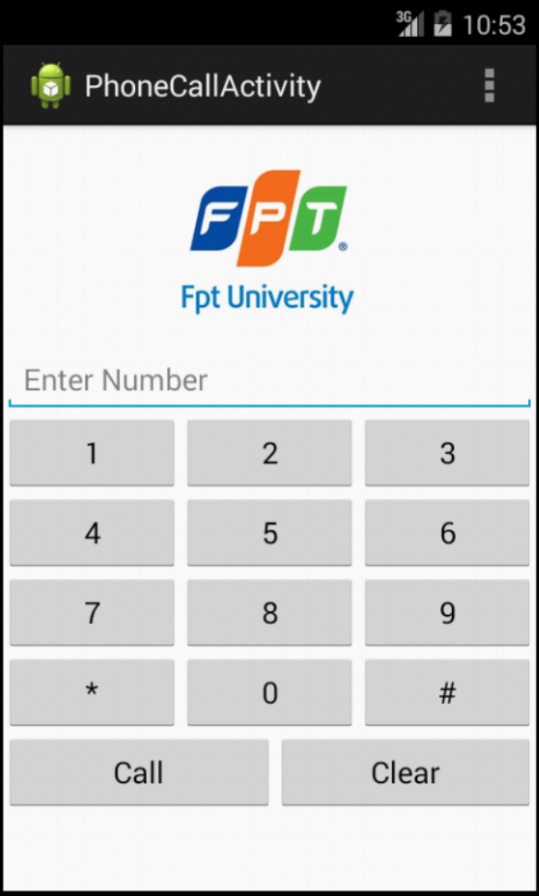 3G 10:53
PhoneCallActivity
FPT®
Fpt University
Enter Number
1 2 3
4 5 6
7 8 9
* 0 #
Call Clear